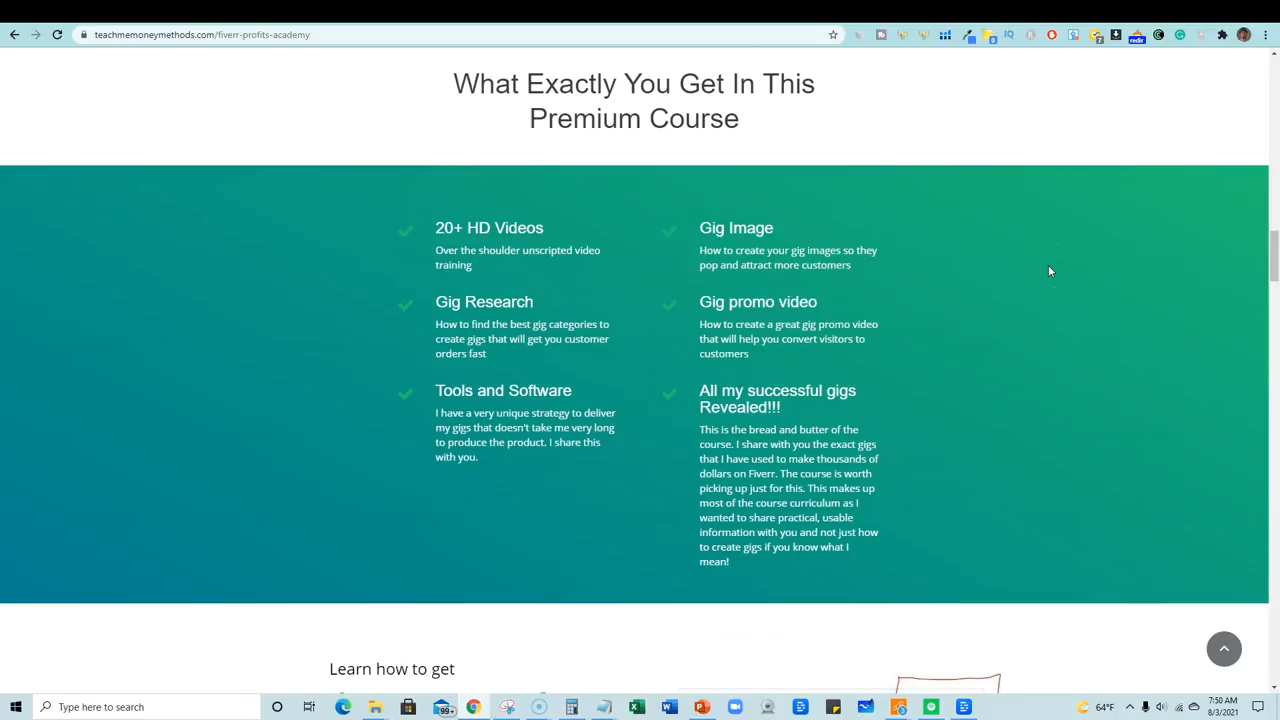 teachmemoneymethods.com/fiverr-profits-academy
What Exactly You Get In This
Premium Course
20+ HD Videos
Over the shoulder unscripted video
training
Gig Research
How to find the best gig categories to
create gigs that will get you customer
orders fast
Tools and Software
I have a very unique strategy to deliver
my gigs that doesn't take me very long
to produce the product. I share this
with you.
Gig Image
How to create your gig images so they
pop and attract more customers
Gig promo video
How to create a great gig promo video
that will help you convert visitors to
customers
All my successful gigs
Revealed!!!
This is the bread and butter of the
course. I share with you the exact gigs
that I have used to make thousands of
dollars on Fiverr. The course is worth
picking up just for this. This makes up
most of the course curriculum as I
wanted to share practical, usable
information with you and not just how
to create gigs if you know what I
mean!
Learn how to get
Type here to search
99+
64°F
7:50 AM
8/3/2021